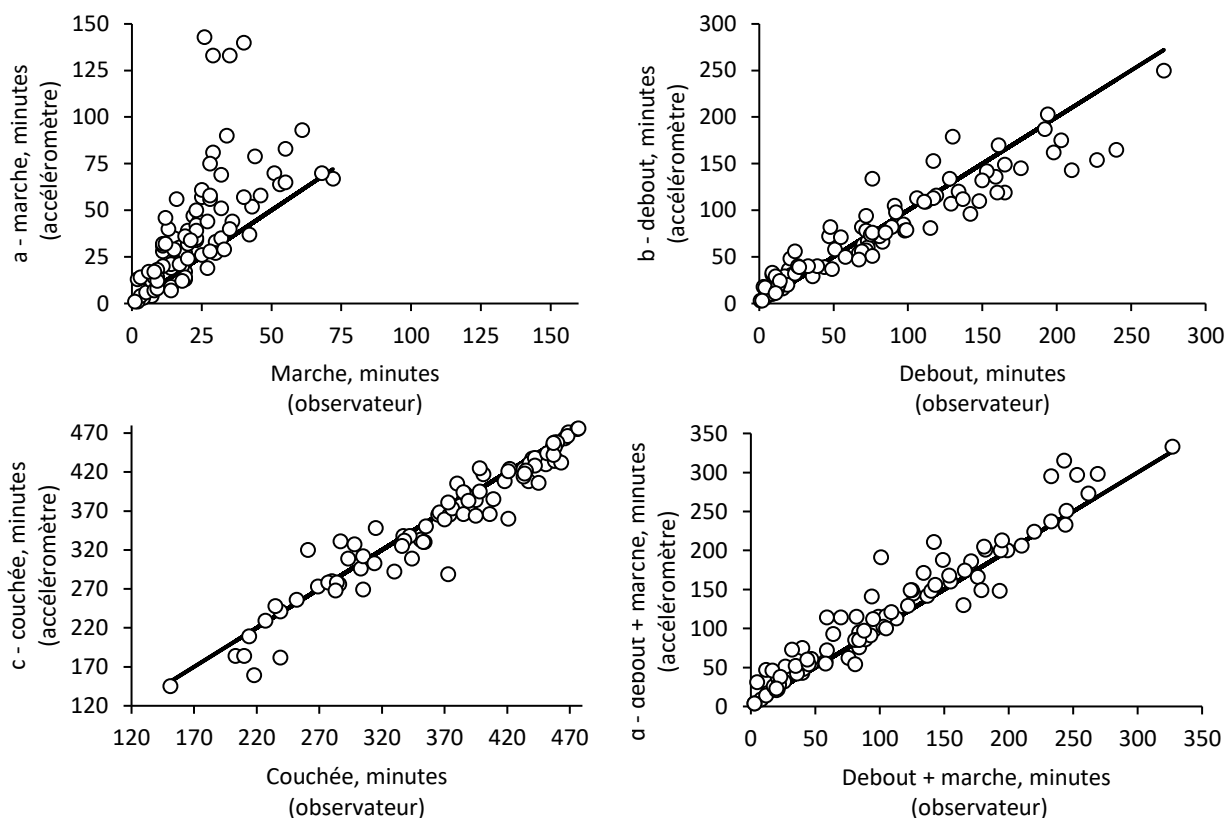 a - marche, minutes
(accéléromètre)
150
125
100
75
50
25
0
0 25 50 75 100 125 150
Marche, minutes
(observateur)
b - debout, minutes
(accéléromètre)
300
250
200
150
100
50
0
0 50 100 150 200 250 300
Debout, minutes
(observateur)
c - couchée, minutes
(accéléromètre)
470
420
370
320
270
220
170
120
120 170 220 270 320 370 420 470
Couchée, minutes
(observateur)
d - debout + marche, minutes
(accéléromètre)
350
300
250
200
150
100
50
0
0 50 100 150 200 250 300 350
Debout + marche, minutes
(observateur)